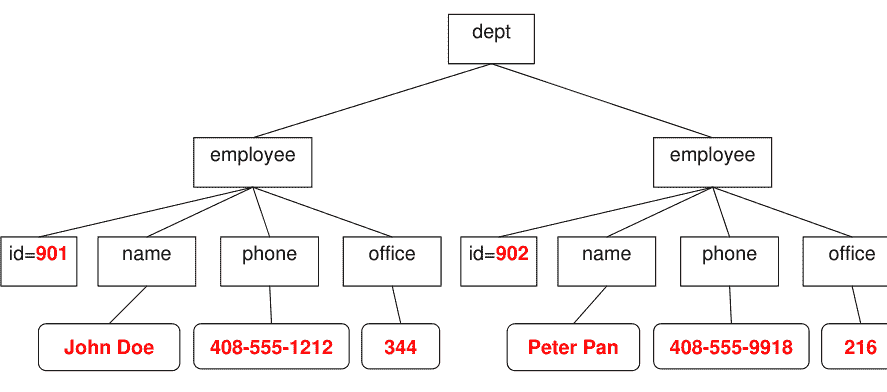 dept
employee employee
id=901 name phone office id=902 name phone office
John Doe 408-555-1212 344 Peter Pan 408-555-9918 216